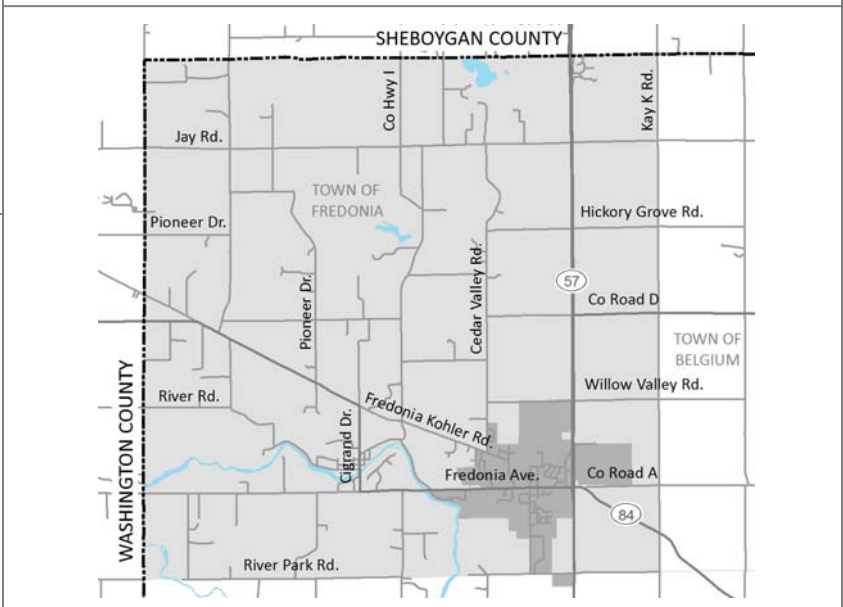 SHEBOYGAN COUNTY
Co Hwy I
Kay K Rd.
Jay Rd.
TOWN OF
FREDONIA
Pioneer Dr.
Hickory Grove Rd.
Cedar Valley Rd.
57
Pioneer Dr.
Co Road D
TOWN OF
BELGIUM
WASHINGTON COUNTY
River Rd.
Willow Valley Rd.
Fredonia Kohler Rd.
Cigrand Dr.
Fredonia Ave.
Co Road A
84
River Park Rd.